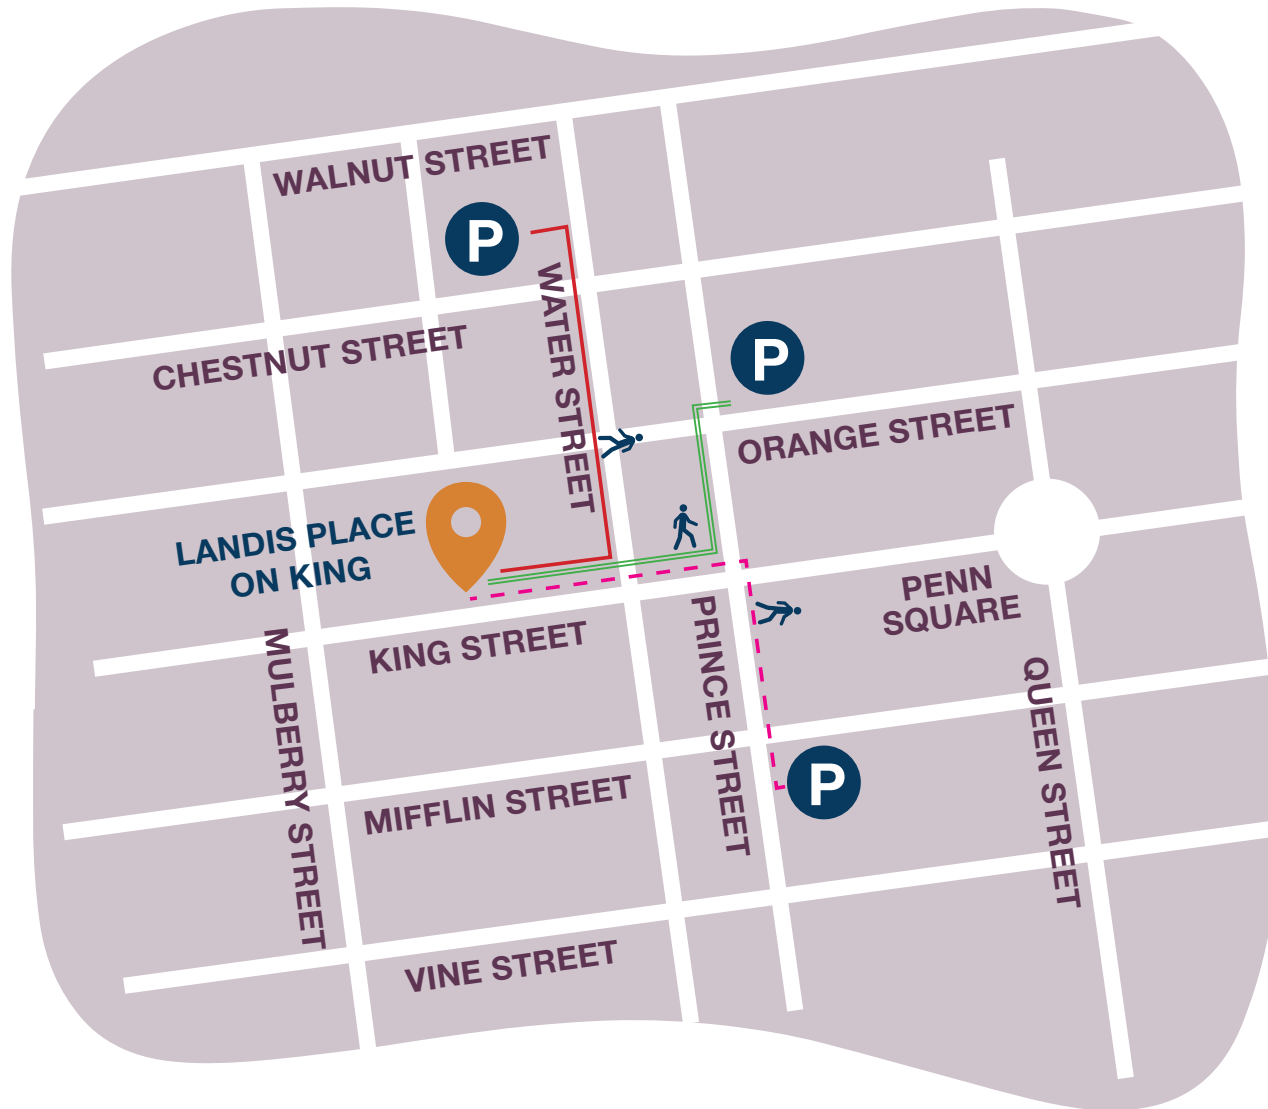 WALNUT STREET
P
WATER STREET
CHESTNUT STREET
P
ORANGE STREET
LANDIS PLACE
ON KING
PENN
SQUARE
KING STREET
MULBERRY STREET
PRINCE STREET
QUEEN STREET
P
MIFFLIN STREET
VINE STREET